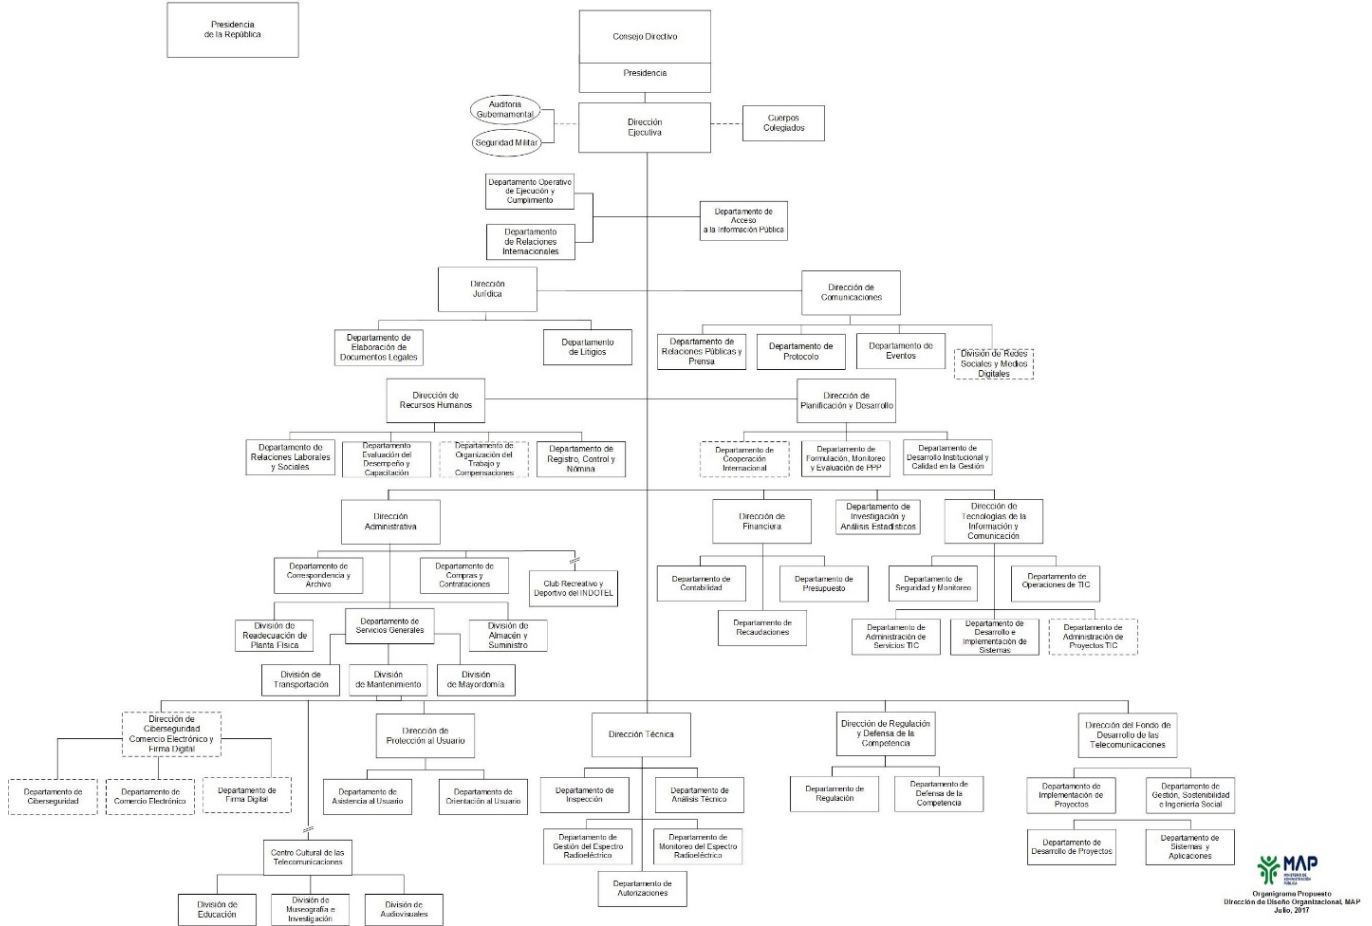 Presidencia
de la República
Consejo Directivo
Presidencia
Auditoría
Gubernamental
Seguridad Militar
Dirección
Ejecutiva
Cuerpos
Colegiados
Departamento Operativo
de Ejecución y
Cumplimiento
Departamento
de Relaciones
Internacionales
Departamento de
Acceso
a la Información Pública
Dirección
Jurídica
Dirección de
Comunicaciones
Departamento de
Elaboración de
Documentos Legales
Departamento
de Litigios
Departamento de
Relaciones Públicas y
Prensa
Departamento de
Protocolo
Departamento de
Eventos
División de Redes
Sociales y Medios
Digitales
Dirección de
Recursos Humanos
Dirección de
Planificación y Desarrollo
Departamento de
Relaciones Laborales
y Sociales
Departamento
Evaluación del
Desempeño y
Capacitación
Departamento de
Organización del
Trabajo y
Compensaciones
Departamento de
Registro, Control y
Nómina
Departamento de
Cooperación
Internacional
Departamento de
Formulación, Monitoreo
y Evaluación de PPP
Departamento de
Desarrollo Institucional y
Calidad en la Gestión
Dirección
Administrativa
Dirección de
Financiera
Departamento de
Investigación y
Análisis Estadísticos
Dirección de
Tecnologías de la
Información y
Comunicación
Departamento de
Correspondencia y
Archivo
Departamento de
Compras y
Contrataciones
Club Recreativo y
Deportivo del INDOTEL
Departamento de
Contabilidad
Departamento de
Presupuesto
Departamento de
Seguridad y Monitoreo
Departamento de
Operaciones de TIC
División de
Readecuación de
Planta Física
Departamento de
Servicios Generales
División de
Almacén y
Suministro
Departamento de
Recaudaciones
Departamento de
Administración de
Servicios TIC
Departamento de
Desarrollo e
Implementación de
Sistemas
Departamento de
Administración de
Proyectos TIC
División de
Transportación
División
de Mantenimiento
División
de Mayordomía
Dirección de
Ciberseguridad
Comercio Electrónico y
Firma Digital
Dirección de
Protección al Usuario
Dirección Técnica
Dirección de Regulación
y Defensa de la
Competencia
Dirección del Fondo de
Desarrollo de las
Telecomunicaciones
Departamento de
Ciberseguridad
Departamento de
Comercio Electrónico
Departamento de
Firma Digital
Departamento de
Asistencia al Usuario
Departamento de
Orientación al Usuario
Departamento de
Inspección
Departamento de
Análisis Técnico
Departamento de
Regulación
Departamento de
Defensa de la
Competencia
Departamento de
Implementación de
Proyectos
Departamento de
Gestión, Sostenibilidad
e Ingeniería Social
Departamento de
Gestión del Espectro
Radioeléctrico
Departamento de
Monitoreo del Espectro
Radioeléctrico
Departamento de
Desarrollo de Proyectos
Departamento de
Sistemas y
Aplicaciones
Centro Cultural de las
Telecomunicaciones
Departamento de
Autorizaciones
División de
Educación
División de
Museografía e
Investigación
División de
Audiovisuales
MAP
MINISTERIO DE
ADMINISTRACIÓN
PÚBLICA
Organigrama Propuesto
Dirección de Diseño Organizacional, MAP
Julio, 2017